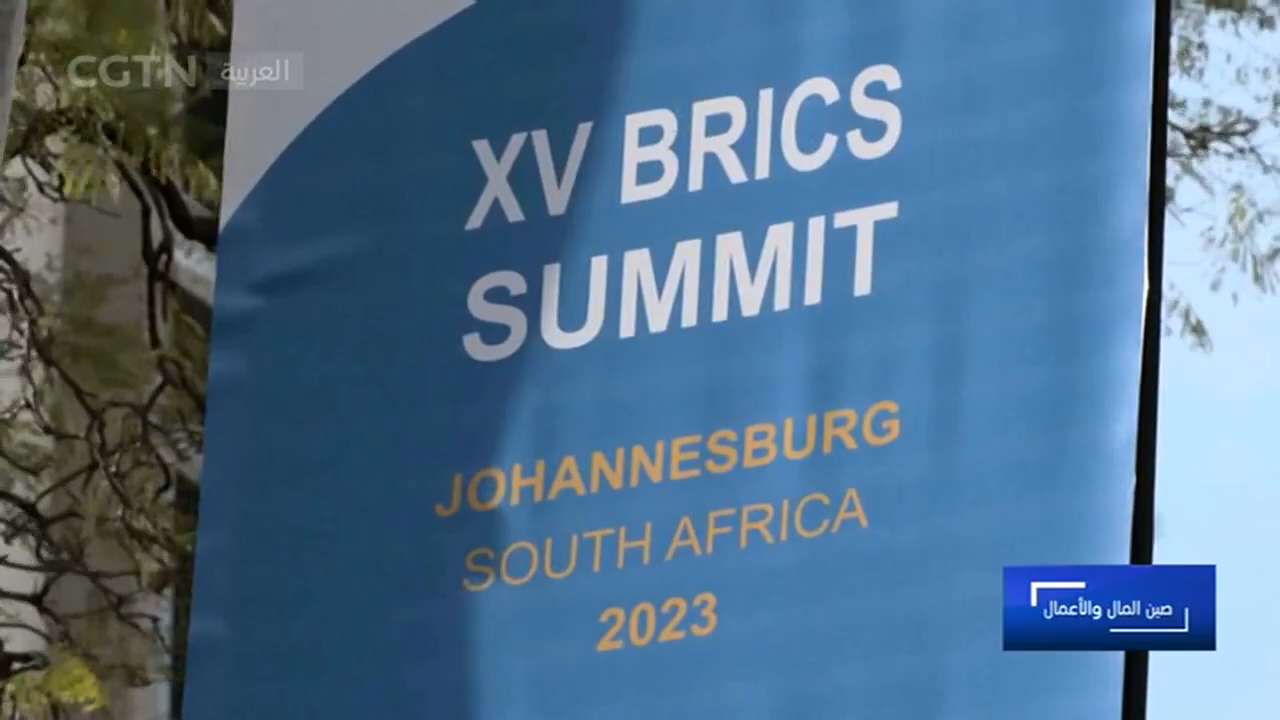 CGTN العربية
XV BRICS
SUMMIT
JOHANNESBURG
SOUTH AFRICA
2023
صين المال والأعمال